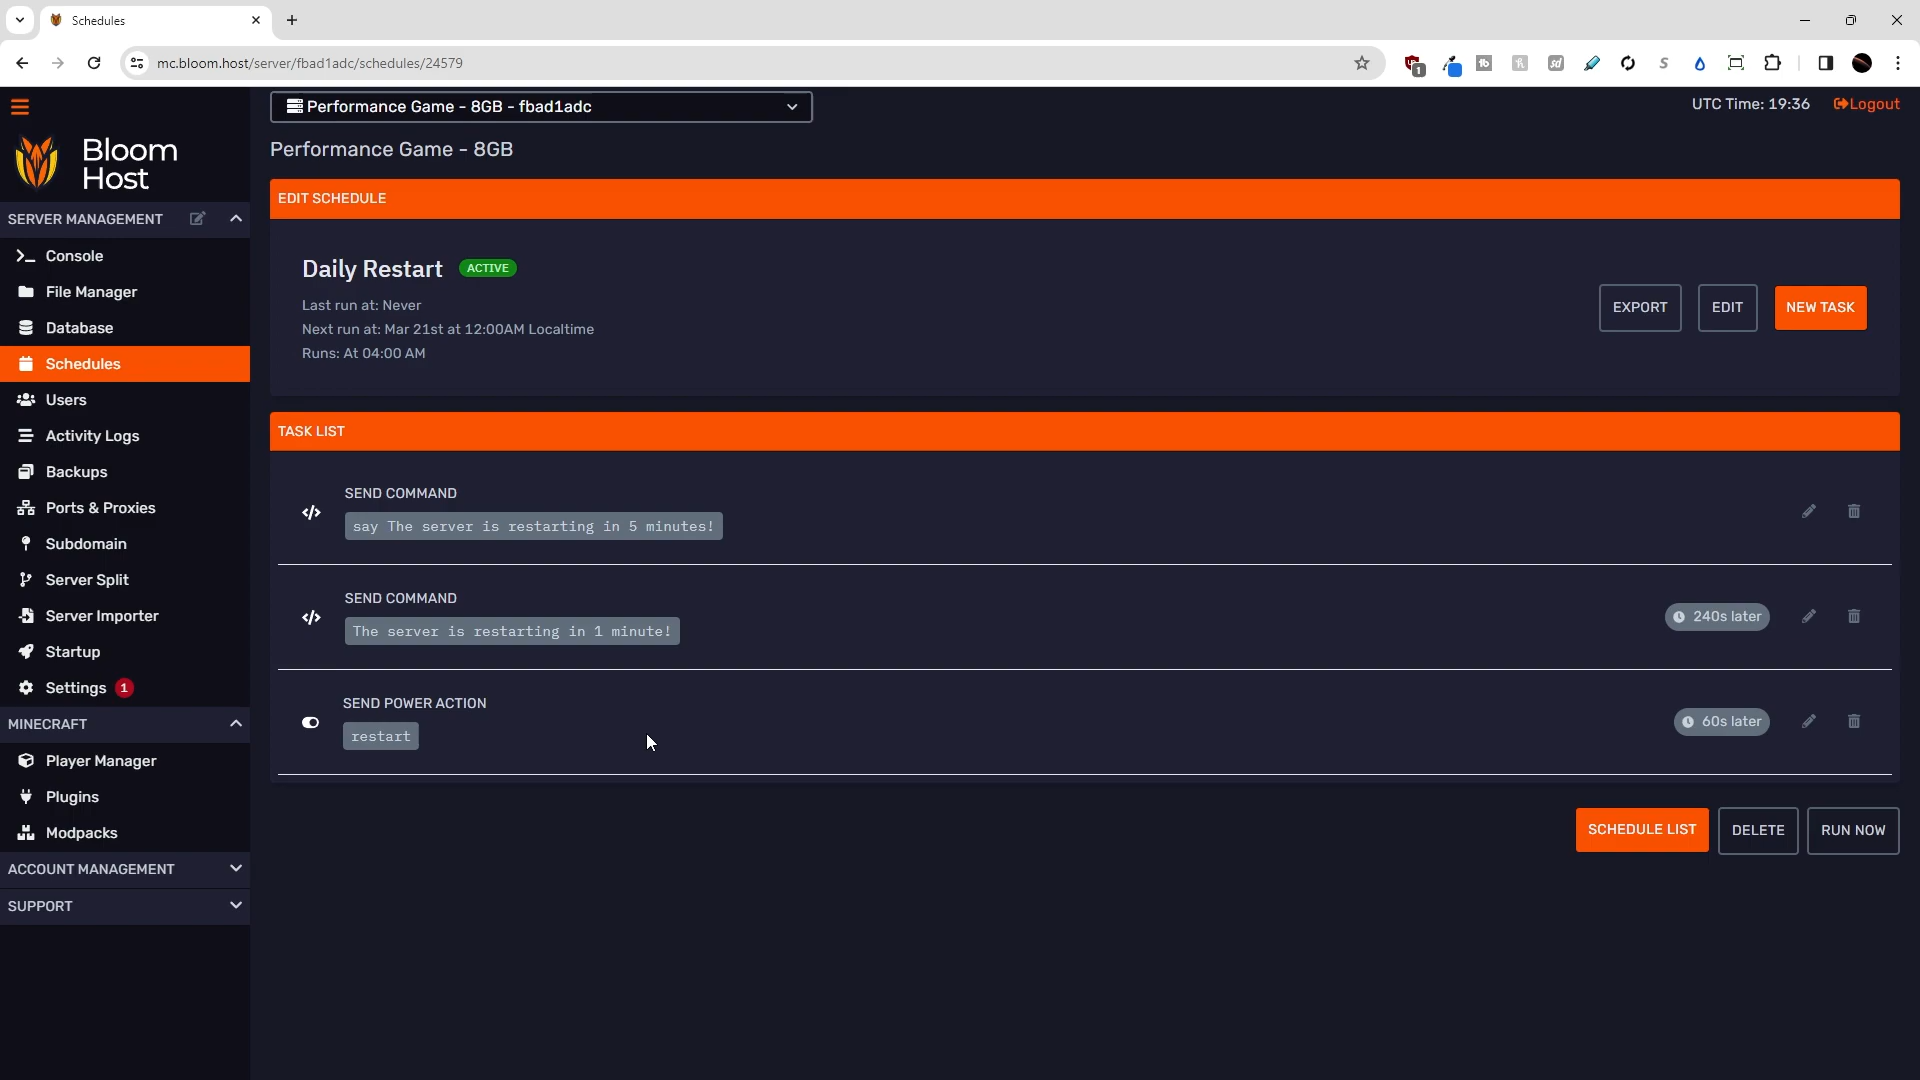 Schedules
mc.bloom.host/server/fbad1adc/schedules/24579
Performance Game - 8GB - fbad1adc
UTC Time: 19:36
Logout
Bloom
Host
Performance Game - 8GB
EDIT SCHEDULE
SERVER MANAGEMENT
Console
File Manager
Database
Schedules
Users
Activity Logs
Backups
Ports & Proxies
Subdomain
Server Split
Server Importer
Startup
Settings 1
MINECRAFT
Player Manager
Plugins
Modpacks
ACCOUNT MANAGEMENT
SUPPORT
Daily Restart ACTIVE
Last run at: Never
Next run at: Mar 21st at 12:00AM Localtime
Runs: At 04:00 AM
EXPORT
EDIT
NEW TASK
TASK LIST
SEND COMMAND
say The server is restarting in 5 minutes!
SEND COMMAND
The server is restarting in 1 minute!
240s later
SEND POWER ACTION
restart
60s later
SCHEDULE LIST
DELETE
RUN NOW